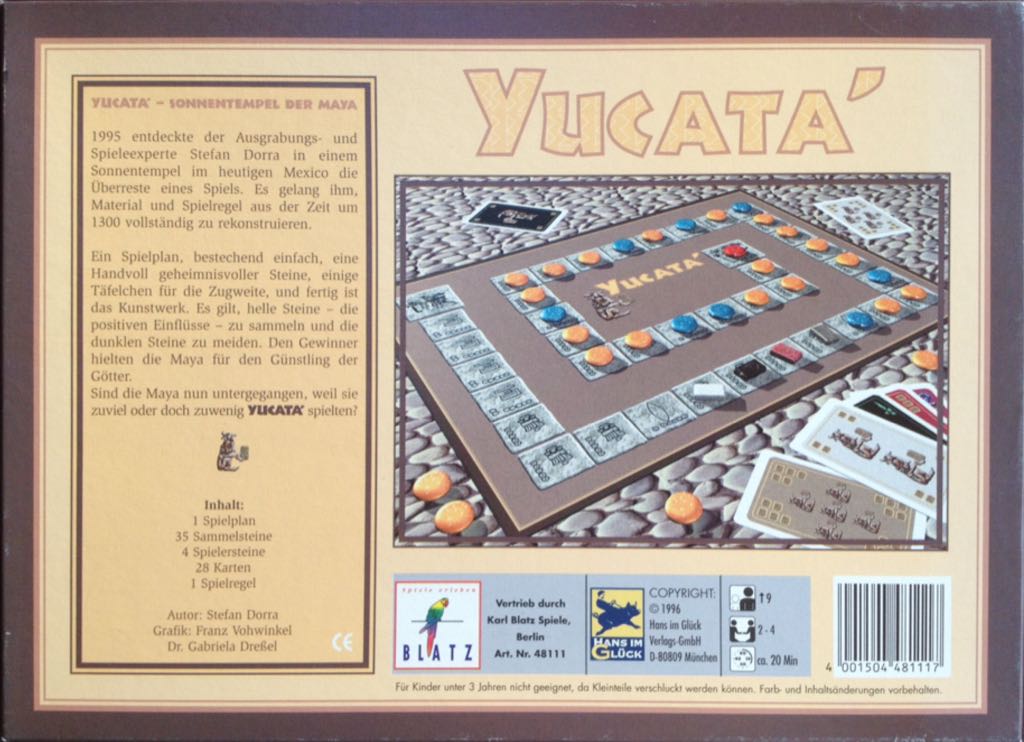 YUCATA' – SONNENTEMPEL DER MAYA
1995 entdeckte der Ausgrabungs- und
Spieleexperte Stefan Dorra in einem
Sonnentempel im heutigen Mexico die
Überreste eines Spiels. Es gelang ihm,
Material und Spielregel aus der Zeit um
1300 vollständig zu rekonstruieren.
Ein Spielplan, bestechend einfach, eine
Handvoll geheimnisvoller Steine, einige
Täfelchen für die Zugweite, und fertig ist
das Kunstwerk. Es gilt, helle Steine – die
positiven Einflüsse – zu sammeln und die
dunklen Steine zu meiden. Den Gewinner
hielten die Maya für den Günstling der
Götter.
Sind die Maya nun untergegangen, weil sie
zuviel oder doch zuwenig YUCATA' spielten?
Inhalt:
1 Spielplan
35 Sammelsteine
4 Spielersteine
28 Karten
1 Spielregel
Autor: Stefan Dorra
Grafik: Franz Vohwinkel
Dr. Gabriela Dreßel
CE
YUCATA'
YUCATA'
Spiele erleben
BLATZ
Vertrieb durch
Karl Blatz Spiele,
Berlin
Art. Nr. 48111
HANS IM
GLÜCK
COPYRIGHT:
© 1996
Hans im Glück
Verlags-GmbH
D-80809 München
↑9
2 - 4
ca. 20 Min
4 001504 481117
Für Kinder unter 3 Jahren nicht geeignet, da Kleinteile verschluckt werden können. Farb- und Inhaltsänderungen vorbehalten.